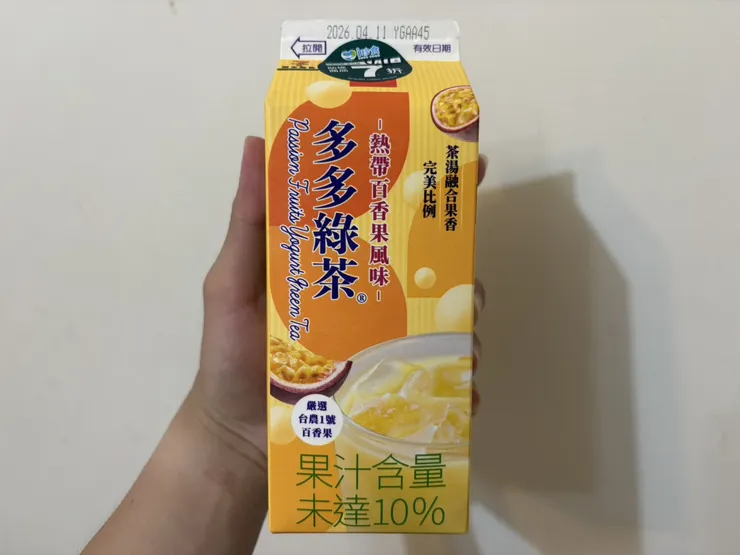 2026.04.11 YGAA45
拉開
有效日期
7折
-熱帶百香果風味-
多多綠茶®
Passion Fruits Yogurt Green Tea
茶湯融合果香
完美比例
嚴選
台農1號
百香果
果汁含量
未達10%